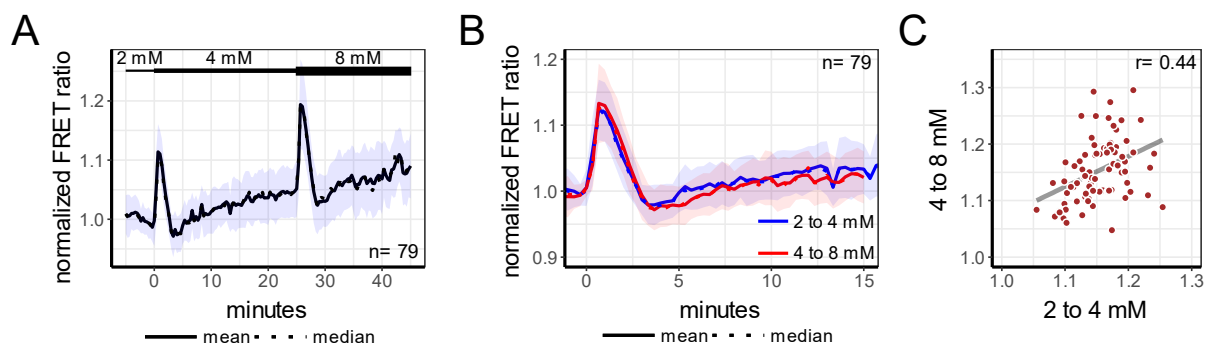 A
2 mM 4 mM 8 mM
normalized FRET ratio
1.2
1.1
1.0
n= 79
0 10 20 30 40
minutes
mean median
B
n= 79
normalized FRET ratio
1.2
1.1
1.0
0.9
2 to 4 mM
4 to 8 mM
0 5 10 15
minutes
mean median
C
r= 0.44
4 to 8 mM
1.3
1.2
1.1
1.0
1.0 1.1 1.2 1.3
2 to 4 mM